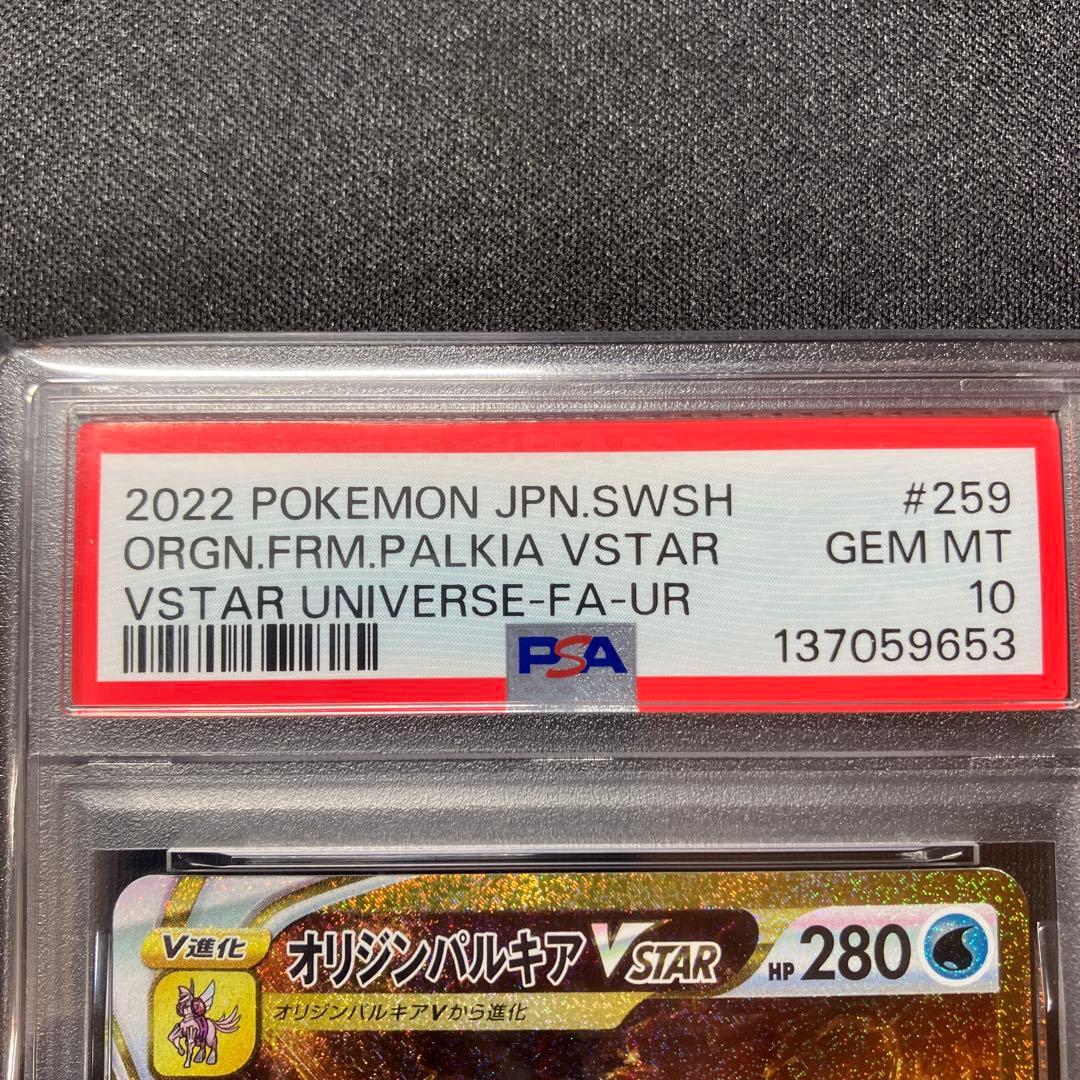 2022 POKEMON JPN.SWSH #259
ORGN.FRM.PALKIA VSTAR GEM MT
VSTAR UNIVERSE-FA-UR 10
PSA 137059653
V進化 オリジンパルキア VSTAR HP 280
オリジンパルキアVから進化